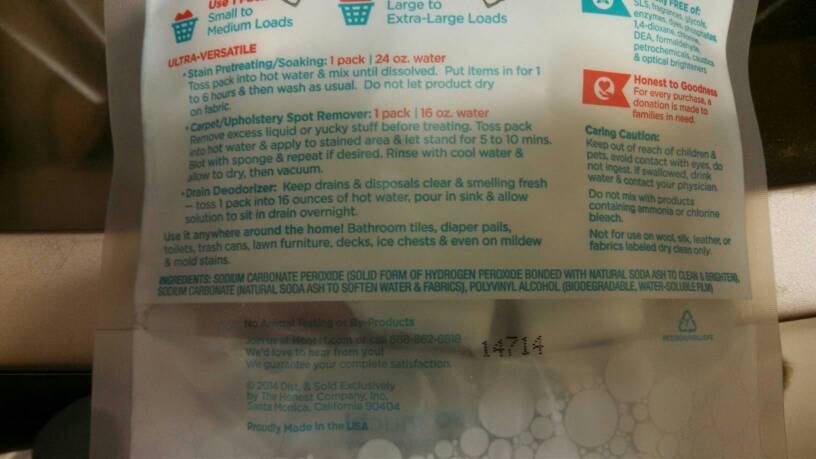 Use 1 Pack
Small to
Medium Loads
Large to
Extra-Large Loads
ULTRA-VERSATILE
• Stain Pretreating/Soaking: 1 pack | 24 oz. water
Toss pack into hot water & mix until dissolved. Put items in for 1
to 6 hours & then wash as usual. Do not let product dry
on fabric.
• Carpet/Upholstery Spot Remover: 1 pack | 16 oz. water
Remove excess liquid or yucky stuff before treating. Toss pack
into hot water & apply to stained area & let stand for 5 to 10 mins.
Blot with sponge & repeat if desired. Rinse with cool water &
allow to dry, then vacuum.
• Drain Deodorizer: Keep drains & disposals clear & smelling fresh
– toss 1 pack into 16 ounces of hot water, pour in sink & allow
solution to sit in drain overnight.
Use it anywhere around the home! Bathroom tiles, diaper pails,
toilets, trash cans, lawn furniture, decks, ice chests & even on mildew
& mold stains.
FREE of:
SLS, fragrances, glycols,
enzymes, dyes, phosphates,
1,4-dioxane, chlorine,
DEA, formaldehyde,
petrochemicals, caustics,
& optical brighteners
Honest to Goodness
For every purchase, a
donation is made to
families in need.
Caring Caution:
Keep out of reach of children &
pets, avoid contact with eyes, do
not ingest. If swallowed, drink
water & contact your physician.
Do not mix with products
containing ammonia or chlorine
bleach.
Not for use on wool, silk, leather, or
fabrics labeled dry clean only.
INGREDIENTS: SODIUM CARBONATE PEROXIDE (SOLID FORM OF HYDROGEN PEROXIDE BONDED WITH NATURAL SODA ASH TO CLEAN & BRIGHTEN),
SODIUM CARBONATE (NATURAL SODA ASH TO SOFTEN WATER & FABRICS), POLYVINYL ALCOHOL (BIODEGRADABLE, WATER-SOLUBLE FILM)
No Animal Testing or By-Products
Join us at Honest.com or call 888-862-8818
We'd love to hear from you!
We guarantee your complete satisfaction.
14714
© 2014 Dist. & Sold Exclusively
by The Honest Company, Inc.
Santa Monica, California 90404
Proudly Made in the USA